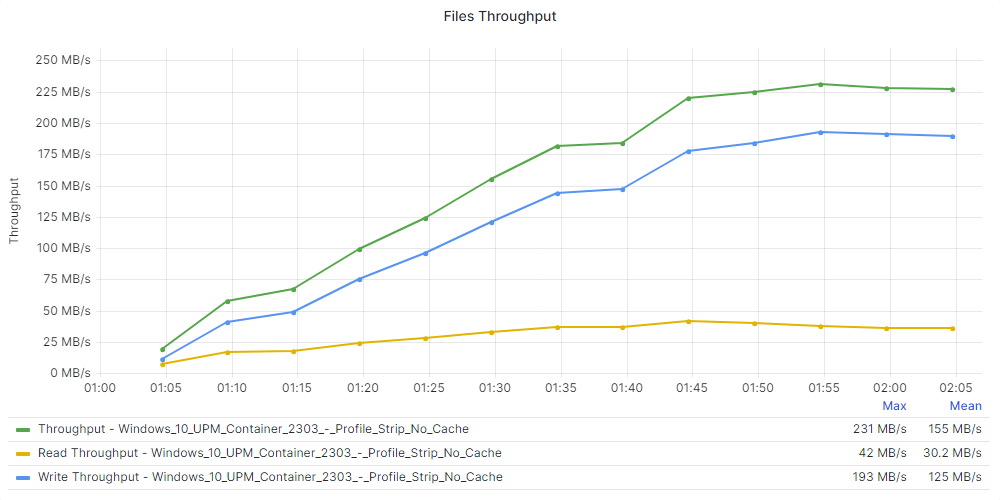 Files Throughput
250 MB/s
225 MB/s
200 MB/s
175 MB/s
150 MB/s
125 MB/s
100 MB/s
75 MB/s
50 MB/s
25 MB/s
0 MB/s
Throughput
01:00 01:05 01:10 01:15 01:20 01:25 01:30 01:35 01:40 01:45 01:50 01:55 02:00 02:05
Max Mean
Throughput - Windows_10_UPM_Container_2303_-_Profile_Strip_No_Cache 231 MB/s 155 MB/s
Read Throughput - Windows_10_UPM_Container_2303_-_Profile_Strip_No_Cache 42 MB/s 30.2 MB/s
Write Throughput - Windows_10_UPM_Container_2303_-_Profile_Strip_No_Cache 193 MB/s 125 MB/s